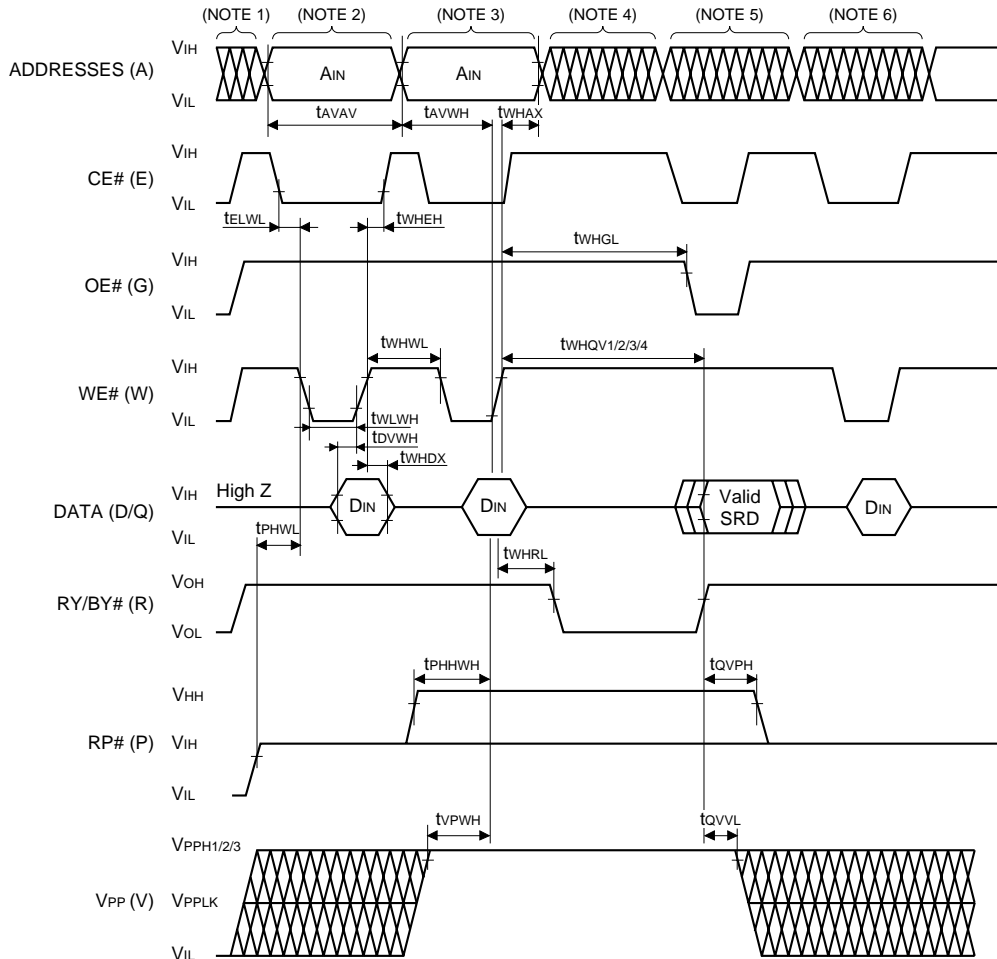 (NOTE 1) (NOTE 2) (NOTE 3) (NOTE 4) (NOTE 5) (NOTE 6)
VIH
ADDRESSES (A)
AIN AIN
VIL
tAVAV tAVWH tWHAX
VIH
CE# (E)
VIL
tELWL tWHEH
tWHGL
VIH
OE# (G)
VIL
tWHWL tWHQV1/2/3/4
VIH
WE# (W)
VIL
tWLWH
tDVWH
tWHDX
VIH High Z
DATA (D/Q)
DIN DIN Valid SRD DIN
VIL
tPHWL
tWHRL
VOH
RY/BY# (R)
VOL
tPHHWH tQVPH
VHH
RP# (P) VIH
VIL
tVPWH tQVVL
VPPH1/2/3
VPP (V) VPPLK
VIL